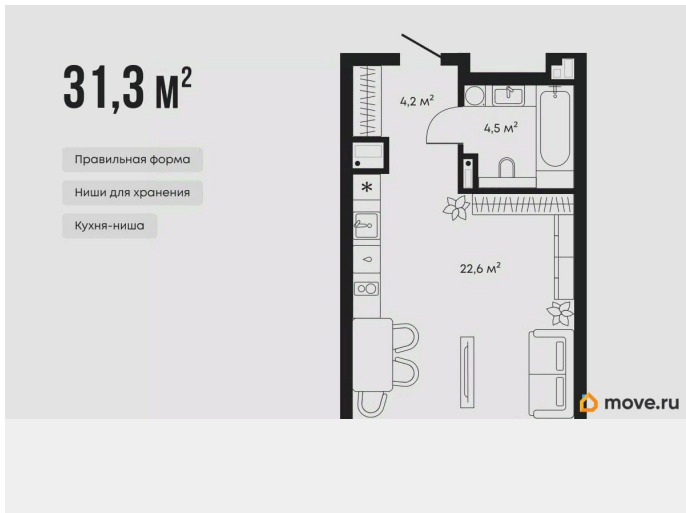 31,3 м²
Правильная форма
Ниши для хранения
Кухня-ниша
4,2 м²
4,5 м²
22,6 м²
move.ru